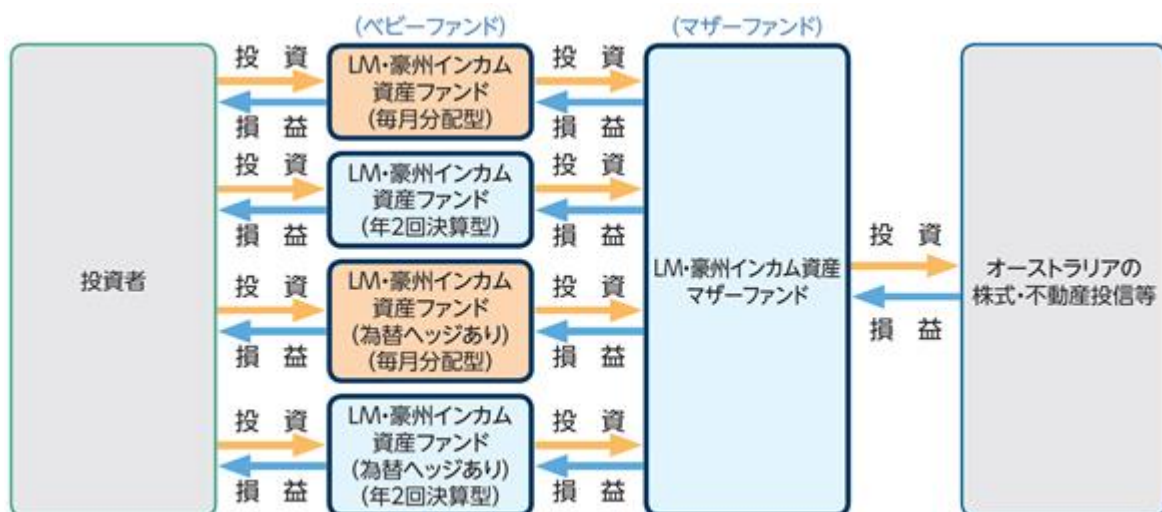 (ベビーファンド)
(マザーファンド)
投資者
投 資
損 益
LM・豪州インカム
資産ファンド
(毎月分配型)
投 資
損 益
投 資
損 益
LM・豪州インカム
資産ファンド
(年2回決算型)
投 資
損 益
投 資
損 益
LM・豪州インカム
資産ファンド
(為替ヘッジあり)
(毎月分配型)
投 資
損 益
投 資
損 益
LM・豪州インカム
資産ファンド
(為替ヘッジあり)
(年2回決算型)
投 資
損 益
LM・豪州インカム資産
マザーファンド
投 資
損 益
オーストラリアの
株式・不動産投信等